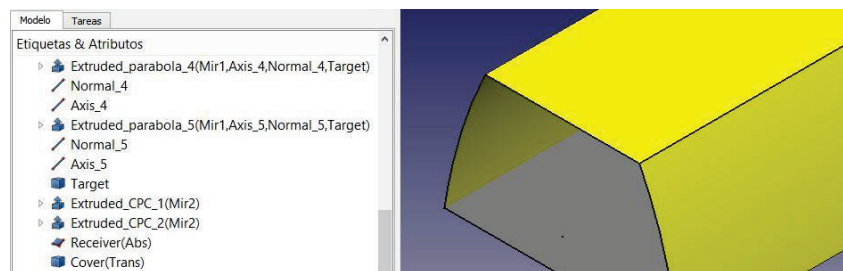 Modelo Tareas
Etiquetas & Atributos
Extruded_parabola_4(Mir1,Axis_4,Normal_4,Target)
Normal_4
Axis_4
Extruded_parabola_5(Mir1,Axis_5,Normal_5,Target)
Normal_5
Axis_5
Target
Extruded_CPC_1(Mir2)
Extruded_CPC_2(Mir2)
Receiver(Abs)
Cover(Trans)